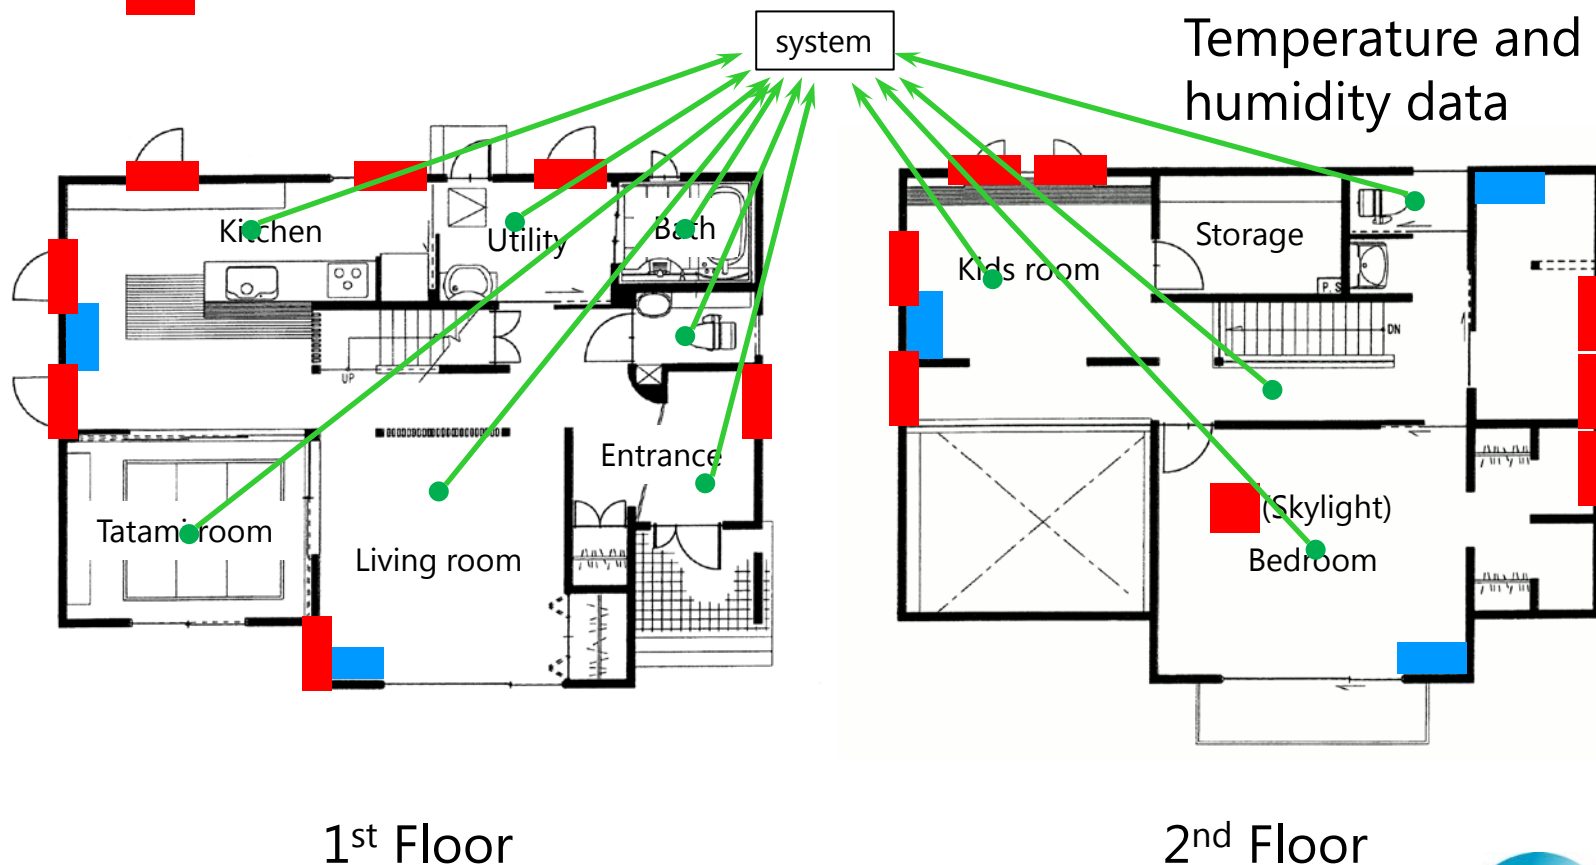 system
Temperature and
humidity data
Kitchen
Utility
Bath
UP
Entrance
Tatami room
Living room
Kids room
Storage
P.S
DN
(Skylight)
Bedroom
1st Floor
2nd Floor